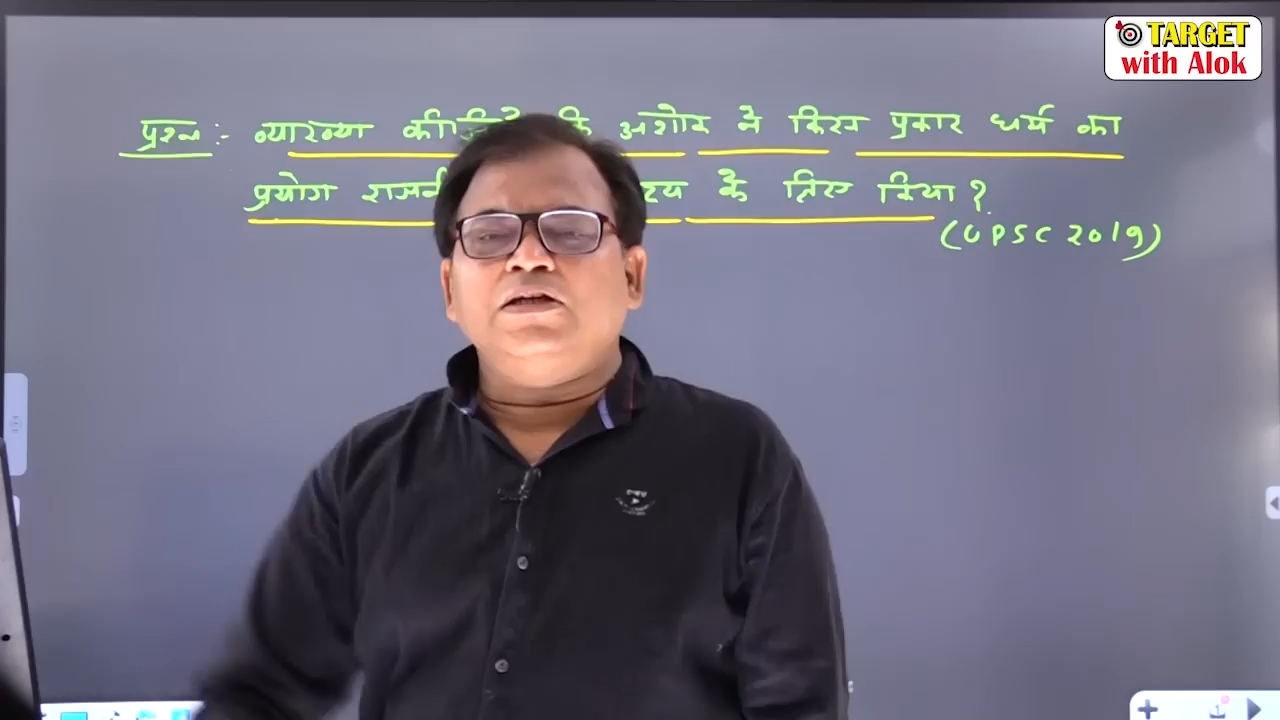 TARGET
with Alok
प्रश्न :- व्याख्या अशोक ने किस प्रकार धर्म का
प्रयोग के लिए किया ?
(UPSC 2019)